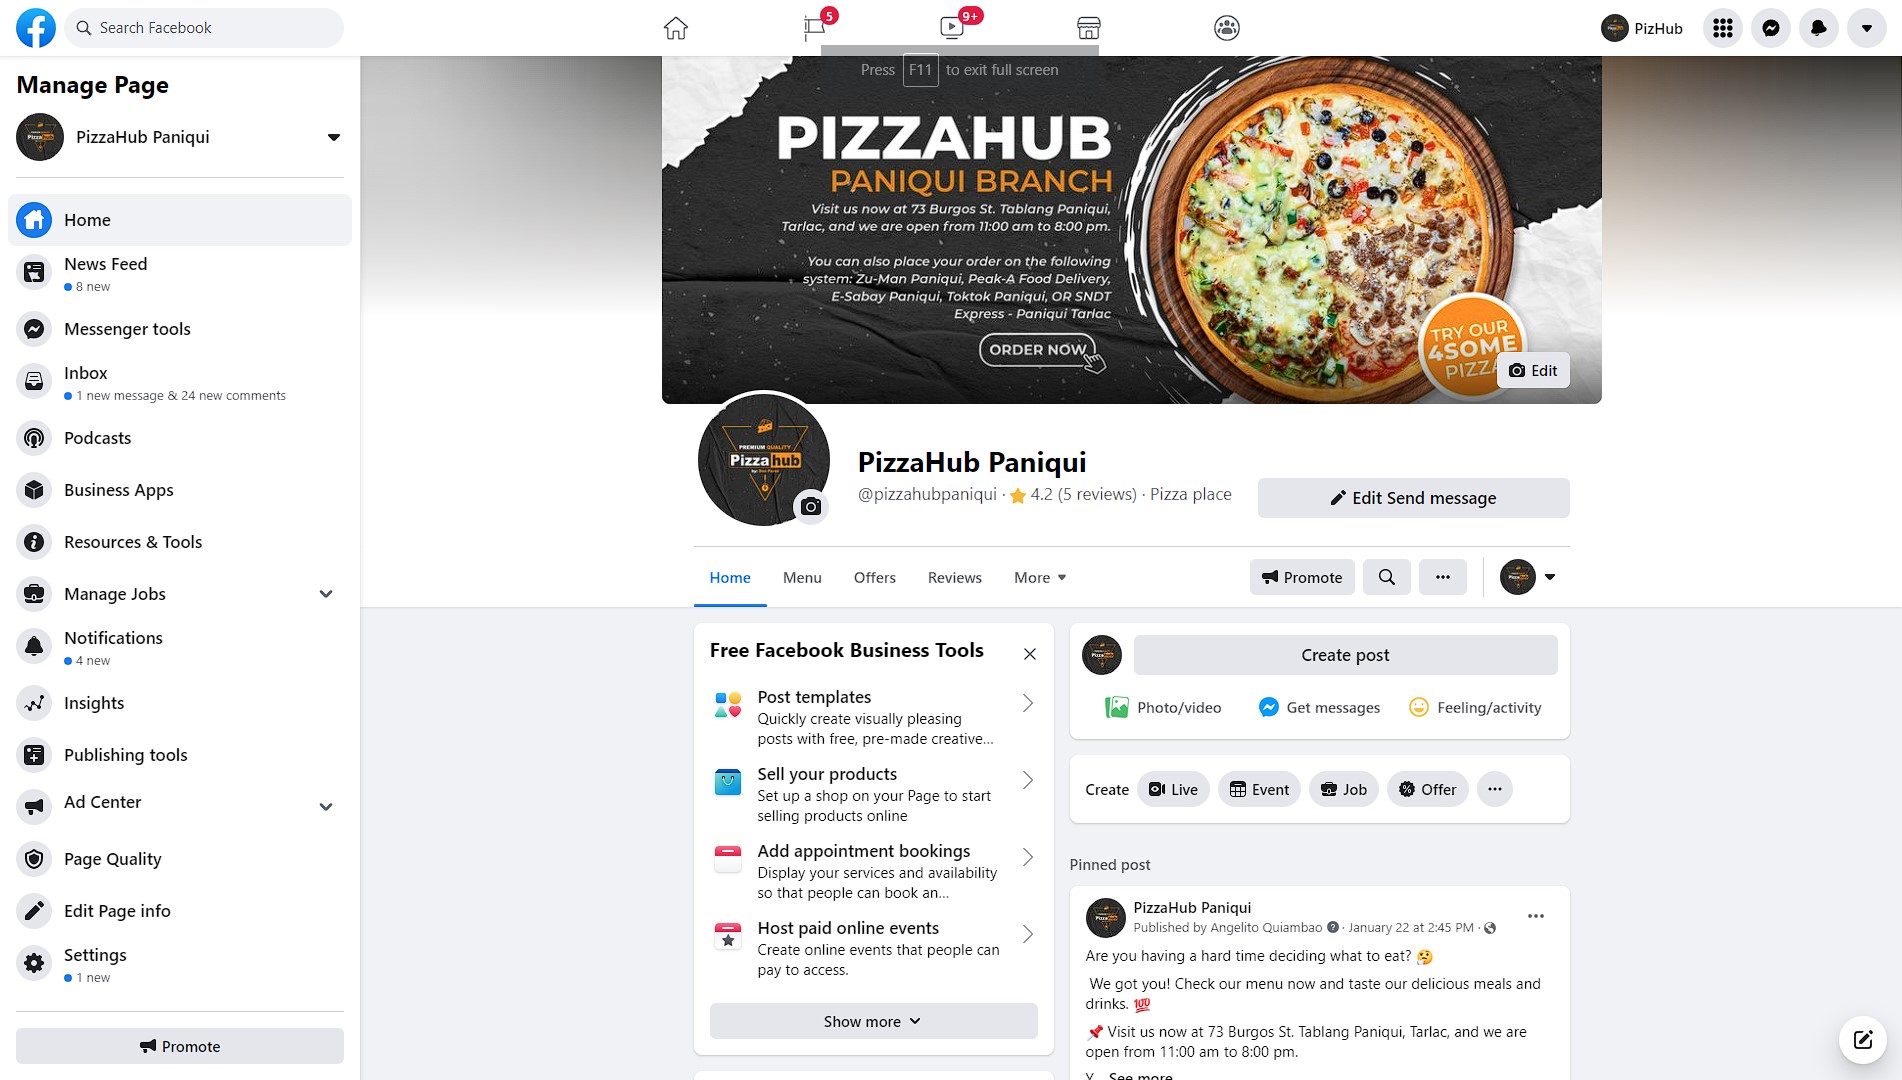 Search Facebook
5
9+
PizHub
Press F11 to exit full screen
Manage Page
PizzaHub Paniqui
Home
News Feed
8 new
Messenger tools
Inbox
1 new message & 24 new comments
Podcasts
Business Apps
Resources & Tools
Manage Jobs
Notifications
4 new
Insights
Publishing tools
Ad Center
Page Quality
Edit Page info
Settings
1 new
Promote
PIZZAHUB
PANIQUI BRANCH
Visit us now at 73 Burgos St. Tablang Paniqui,
Tarlac, and we are open from 11:00 am to 8:00 pm.
You can also place your order on the following
system: Zu-Man Paniqui, Peak-A Food Delivery,
E-Sabay Paniqui, Toktok Paniqui, OR SNDT
Express - Paniqui Tarlac
ORDER NOW
TRY OUR
4SOME
PIZZA
Edit
PREMIUM QUALITY
Pizza hub
PizzaHub Paniqui
@pizzahubpaniqui · 4.2 (5 reviews) · Pizza place
Edit Send message
Home
Menu
Offers
Reviews
More
Promote
Free Facebook Business Tools
Post templates
Quickly create visually pleasing
posts with free, pre-made creative...
Sell your products
Set up a shop on your Page to start
selling products online
Add appointment bookings
Display your services and availability
so that people can book an...
Host paid online events
Create online events that people can
pay to access.
Show more
Create post
Photo/video
Get messages
Feeling/activity
Create
Live
Event
Job
Offer
Pinned post
PizzaHub Paniqui
Published by Angelito Quiambao · January 22 at 2:45 PM ·
Are you having a hard time deciding what to eat? 🤔
We got you! Check our menu now and taste our delicious meals and
drinks. 💯
📌 Visit us now at 73 Burgos St. Tablang Paniqui, Tarlac, and we are
open from 11:00 am to 8:00 pm.
See more